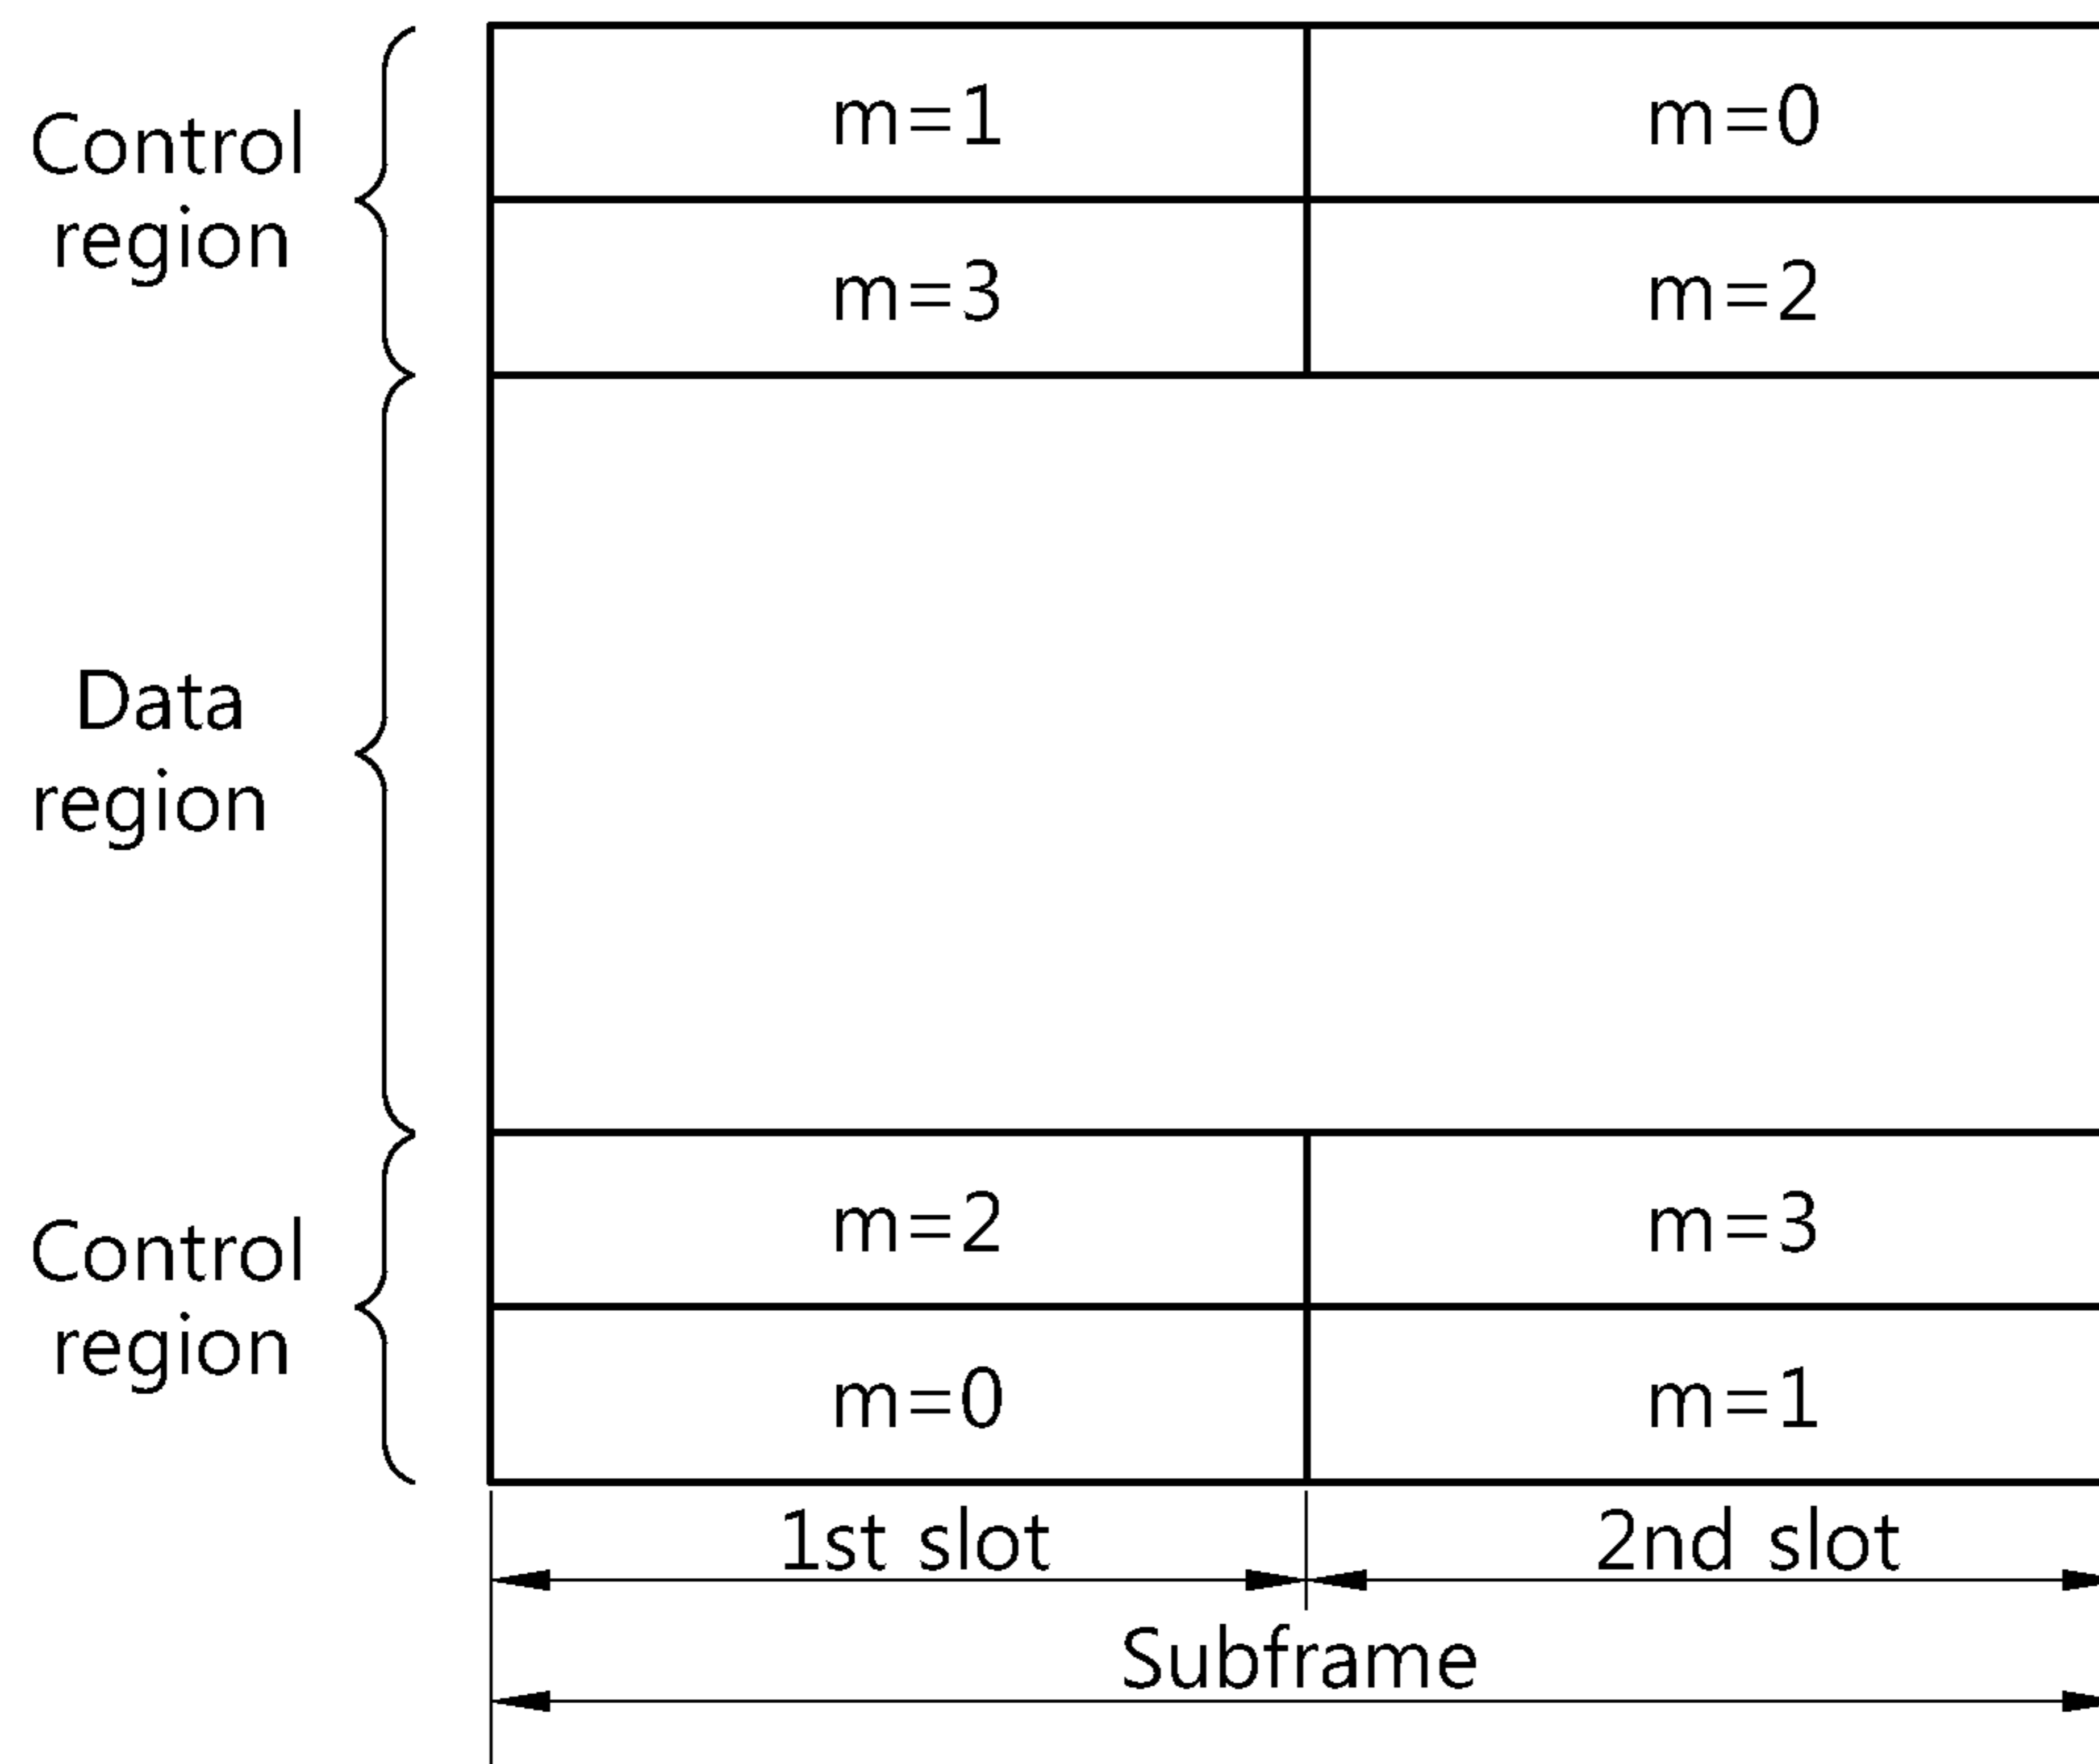 Control
region
m=1
m=0
m=3
m=2
Data
region
Control
region
m=2
m=3
m=0
m=1
1st slot
2nd slot
Subframe